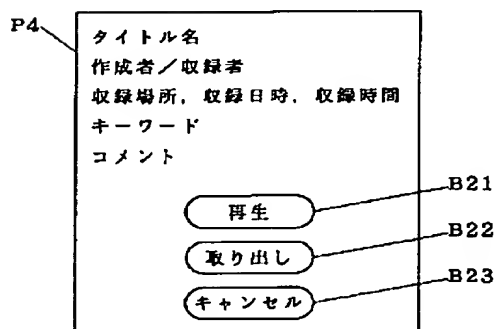 P4
タイトル名
作成者／収録者
収録場所，収録日時，収録時間
キーワード
コメント
再生
B21
取り出し
B22
キャンセル
B23